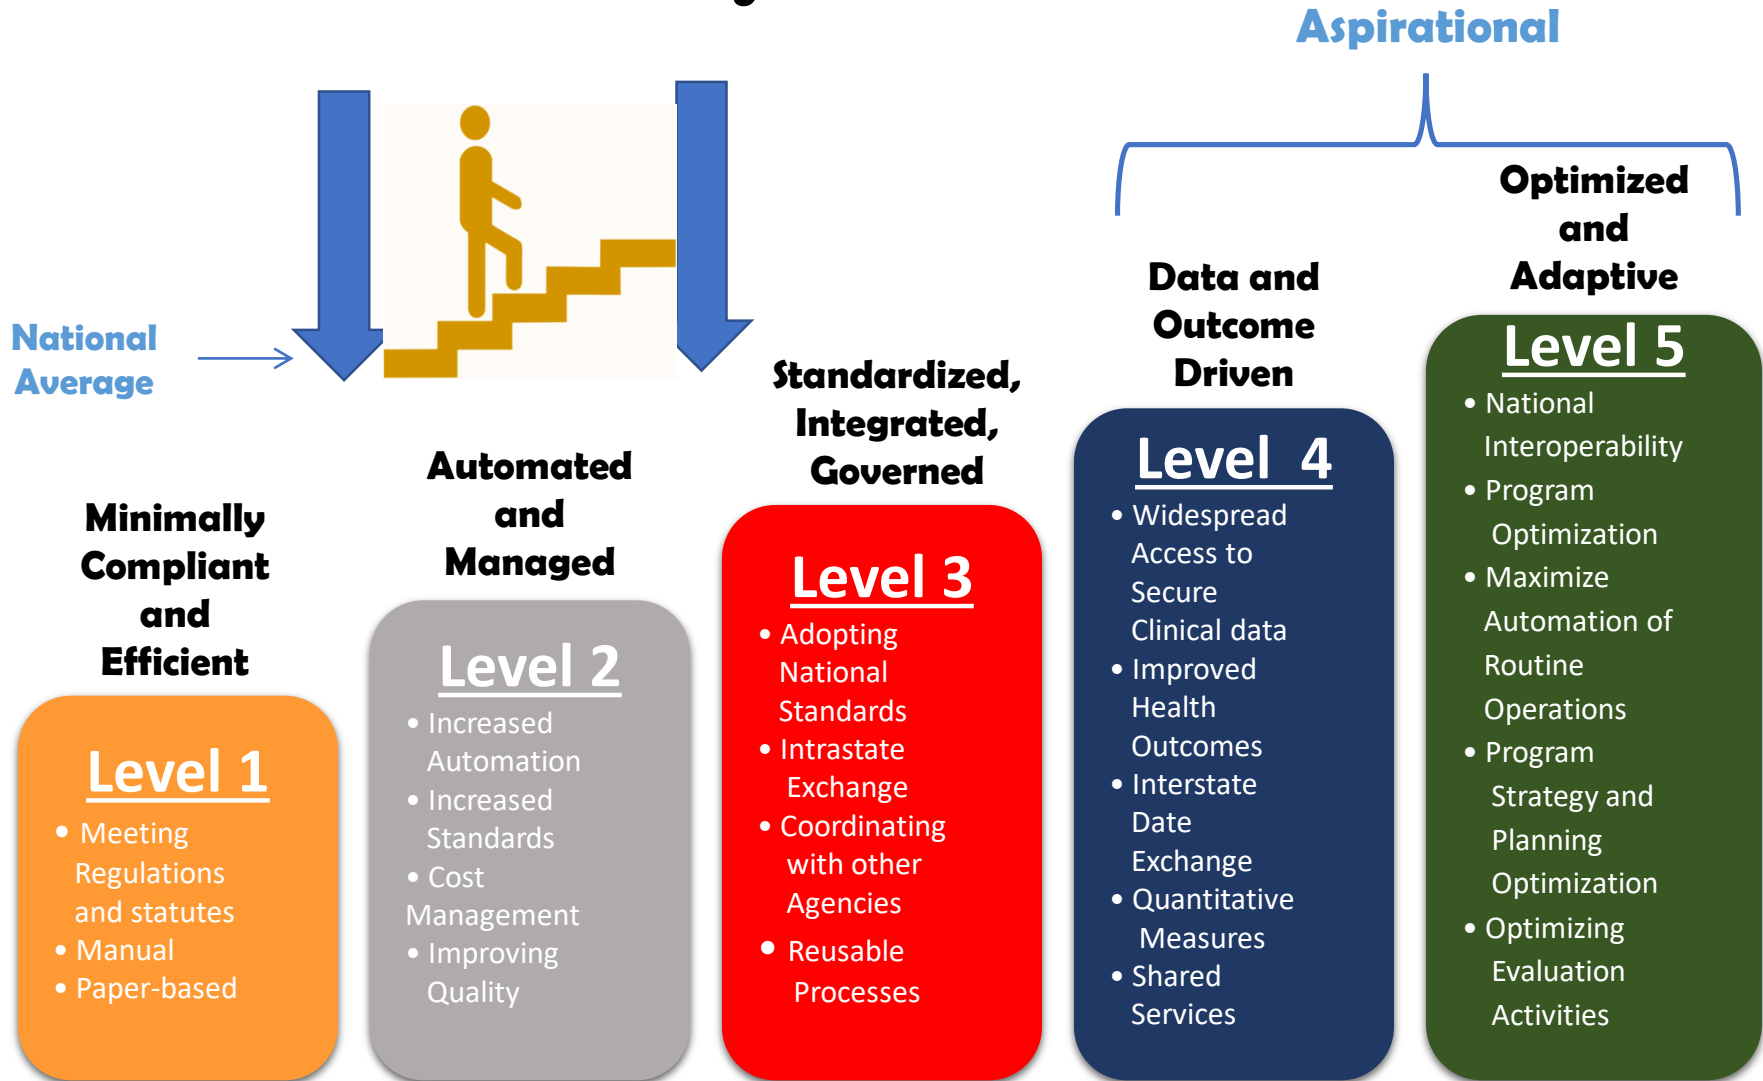 Aspirational
National
Average
Minimally
Compliant
and
Efficient
Level 1
• Meeting
Regulations
and statutes
• Manual
• Paper-based
Automated
and
Managed
Level 2
• Increased
Automation
• Increased
Standards
• Cost
Management
• Improving
Quality
Standardized,
Integrated,
Governed
Level 3
• Adopting
National
Standards
• Intrastate
Exchange
• Coordinating
with other
Agencies
• Reusable
Processes
Data and
Outcome
Driven
Level 4
• Widespread
Access to
Secure
Clinical data
• Improved
Health
Outcomes
• Interstate
Date
Exchange
• Quantitative
Measures
• Shared
Services
Optimized
and
Adaptive
Level 5
• National
Interoperability
• Program
Optimization
• Maximize
Automation of
Routine
Operations
• Program
Strategy and
Planning
Optimization
• Optimizing
Evaluation
Activities